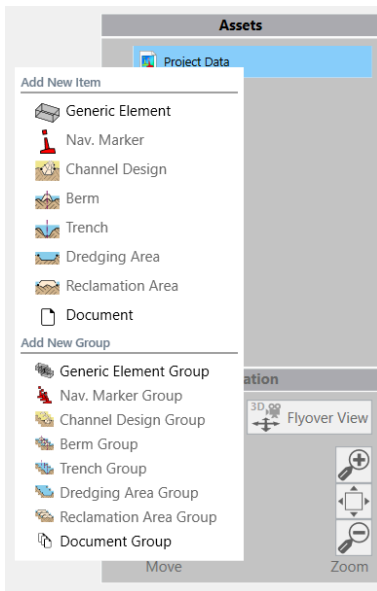 Assets
Project Data
Add New Item
Generic Element
Nav. Marker
Channel Design
Berm
Trench
Dredging Area
Reclamation Area
Document
Add New Group
Generic Element Group
ation
Nav. Marker Group
3D
Channel Design Group
Flyover View
Berm Group
Trench Group
Dredging Area Group
Reclamation Area Group
Document Group
Move
Zoom